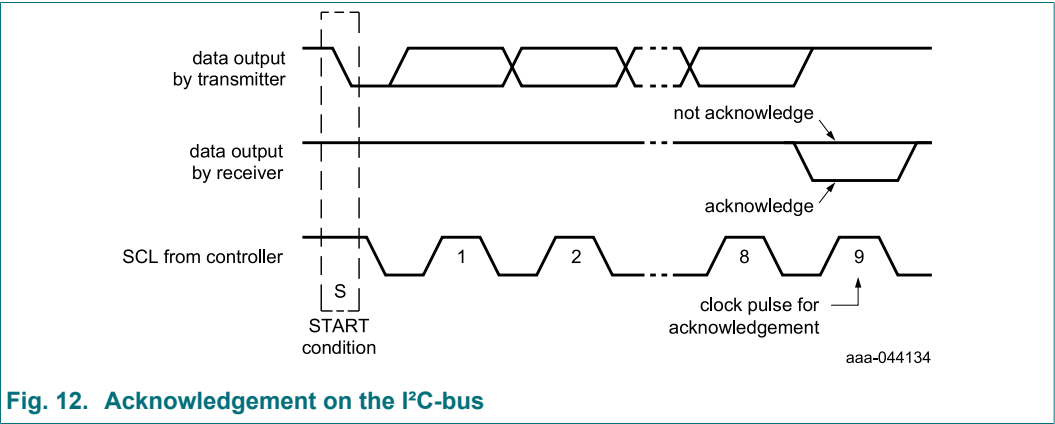 data output
by transmitter
not acknowledge
data output
by receiver
acknowledge
SCL from controller
1
2
8
9
S
START
condition
clock pulse for
acknowledgement
aaa-044134
Fig. 12. Acknowledgement on the I²C-bus